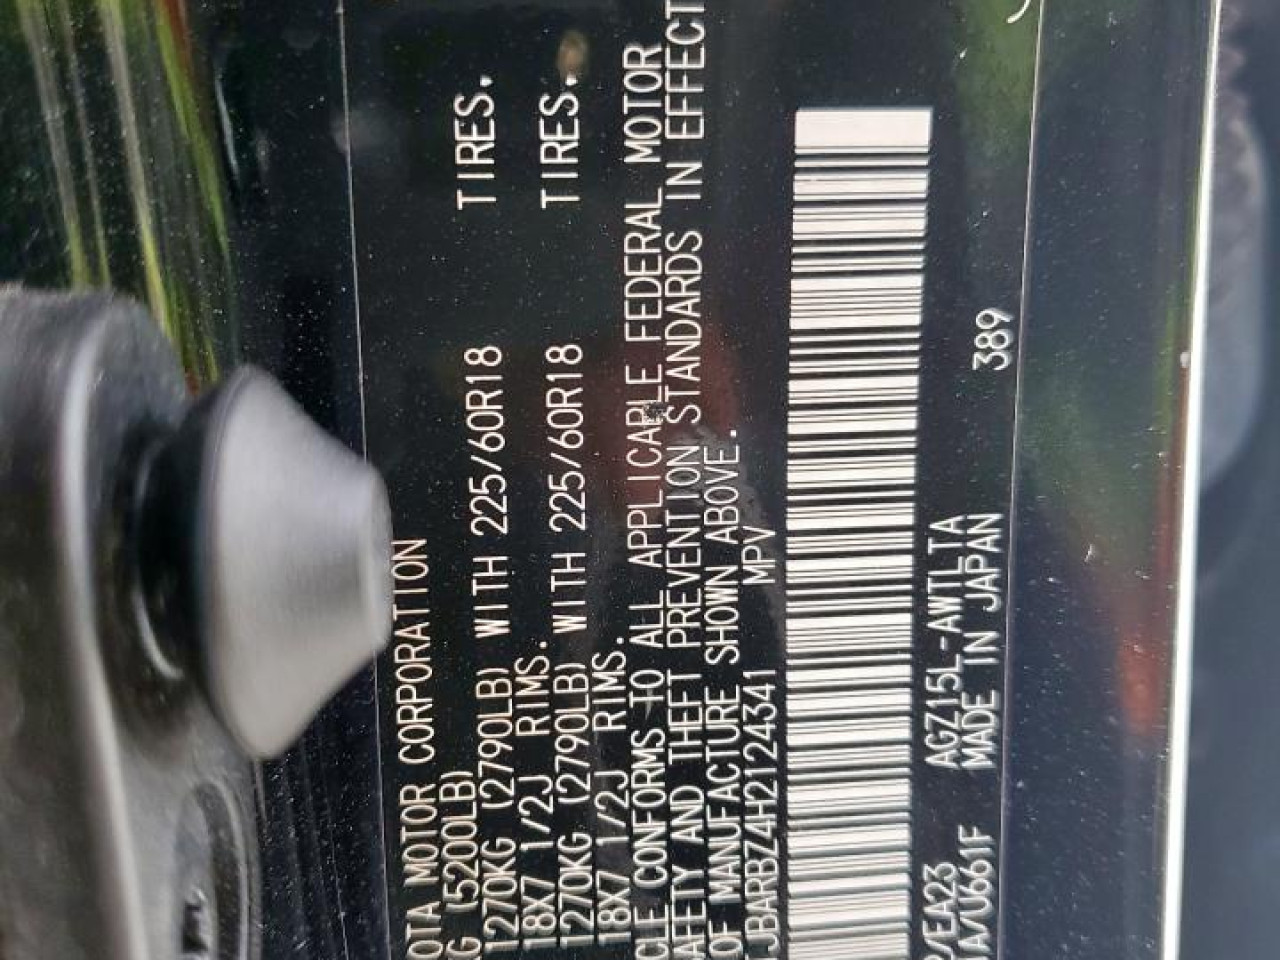 OTA MOTOR CORPORATION
G (5200LB)
1270KG (2790LB) WITH 225/60R18 TIRES.
18X7 1/2J RIMS.
1270KG (2790LB) WITH 225/60R18 TIRES.
18X7 1/2J RIMS.
CLE CONFORMS TO ALL APPLICABLE FEDERAL MOTOR
AFETY AND THEFT PREVENTION STANDARDS IN EFFECT
OF MANUFACTURE SHOWN ABOVE.
JBARBZ4H2124341 MPV
/EA23 AGZ15L-AWTLTA
A/U661F MADE IN JAPAN 389